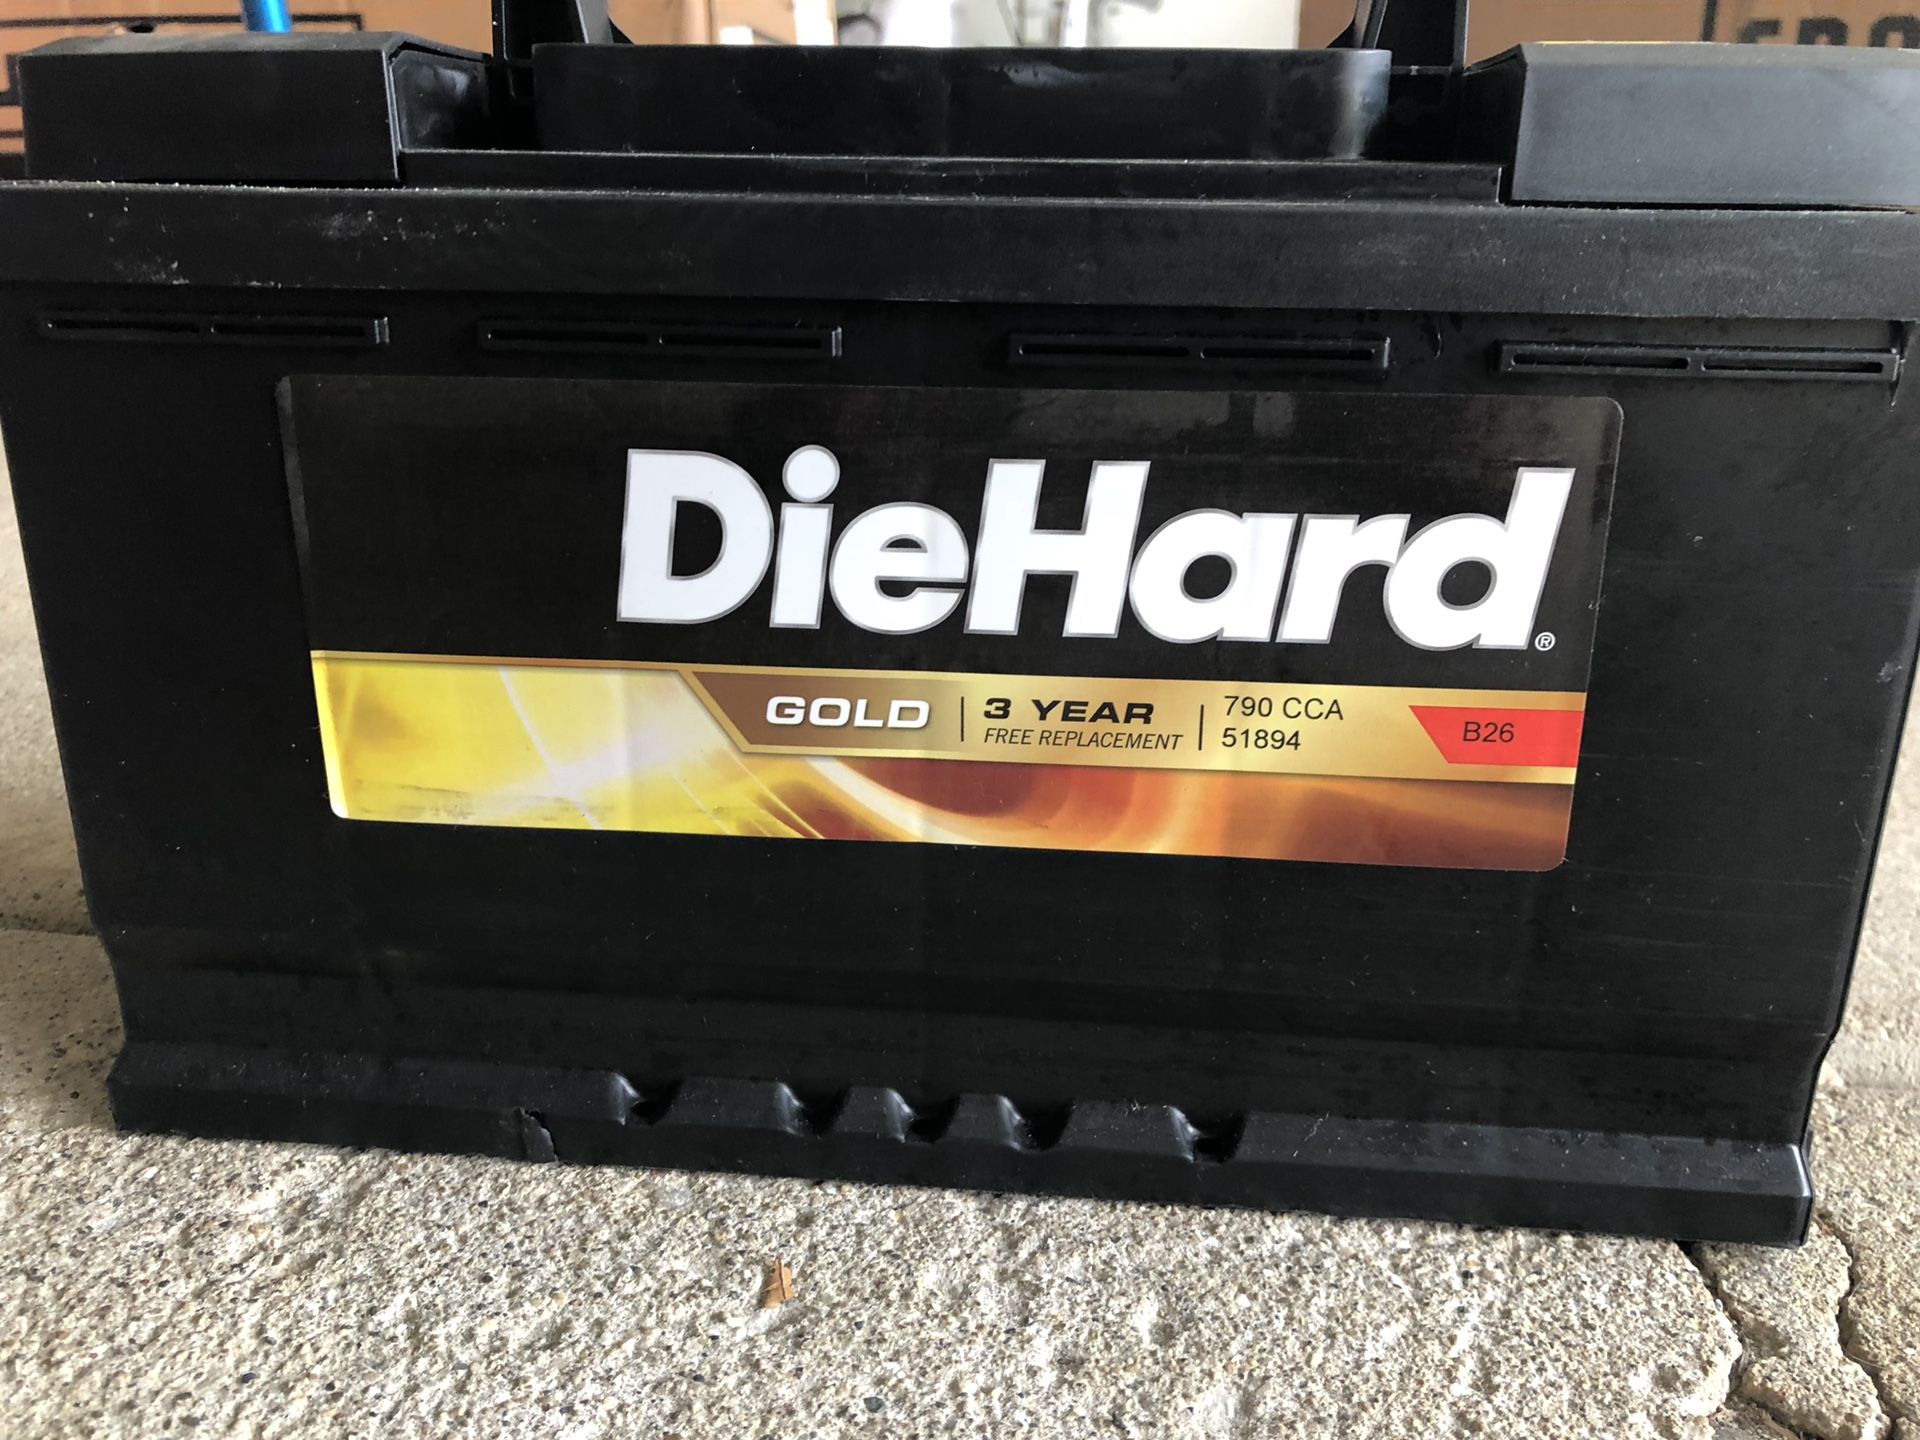 DieHard®
GOLD
3 YEAR
FREE REPLACEMENT
790 CCA
51894
B26